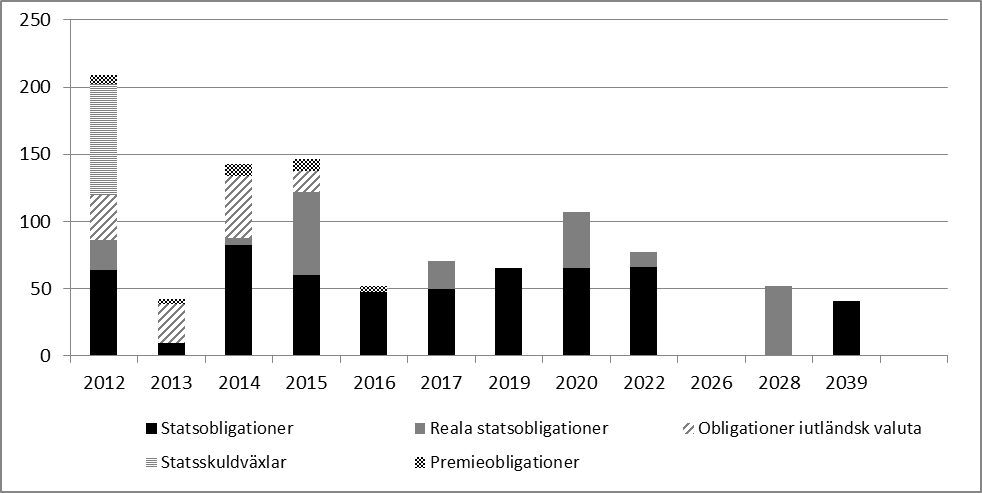 250
200
150
100
50
0
2012 2013 2014 2015 2016 2017 2019 2020 2022 2026 2028 2039
Statsobligationer Reala statsobligationer Obligationer iutländsk valuta
Statsskuldväxlar Premieobligationer